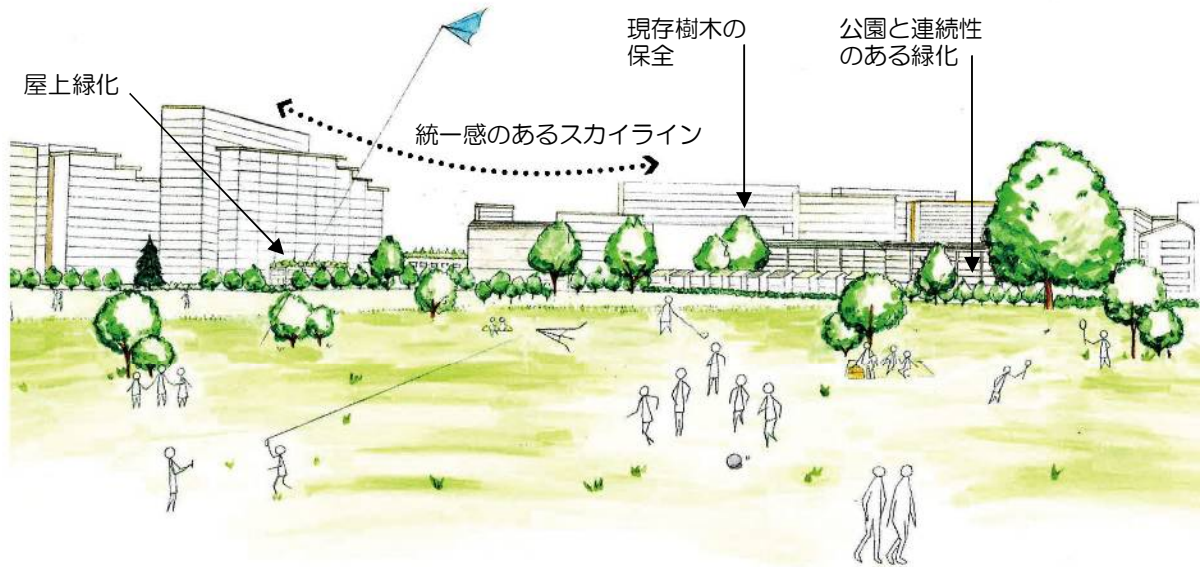 現存樹木の
保全
公園と連続性
のある緑化
屋上緑化
統一感のあるスカイライン